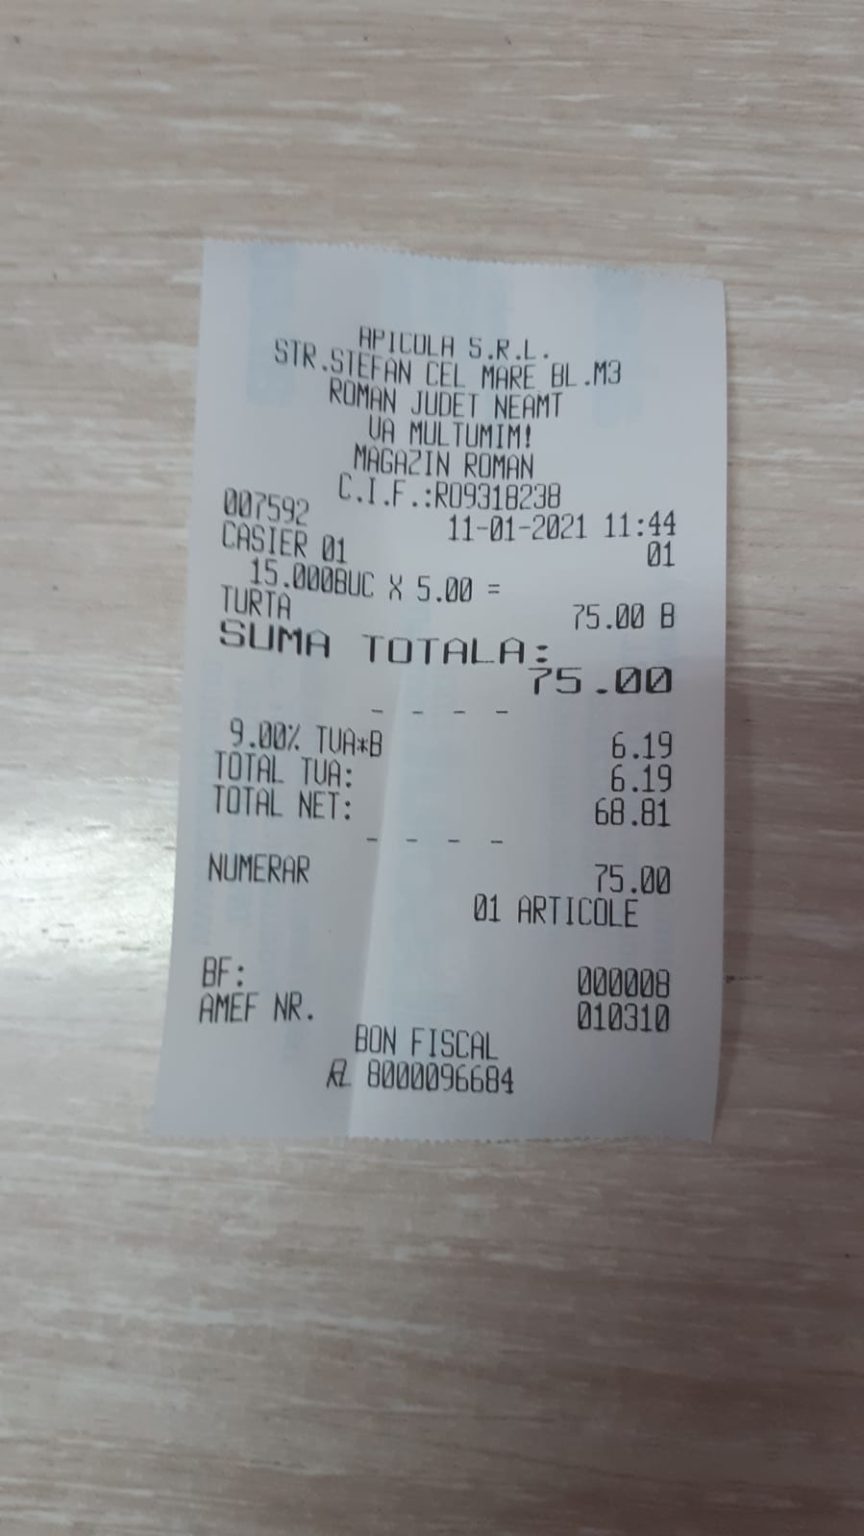 APICOLA S.R.L.
STR.STEFAN CEL MARE BL.M3
ROMAN JUDET NEAMT
VA MULTUMIM!
MAGAZIN ROMAN
C.I.F.:RO9318238
007592 11-01-2021 11:44
CASIER 01 01
15.000BUC X 5.00 =
TURTA 75.00 B
SUMA TOTALA:
75.00
- - - -
9.00% TVA*B 6.19
TOTAL TVA: 6.19
TOTAL NET: 68.81
- - - -
NUMERAR 75.00
01 ARTICOLE
BF: 000008
AMEF NR. 010310
BON FISCAL
8000096684